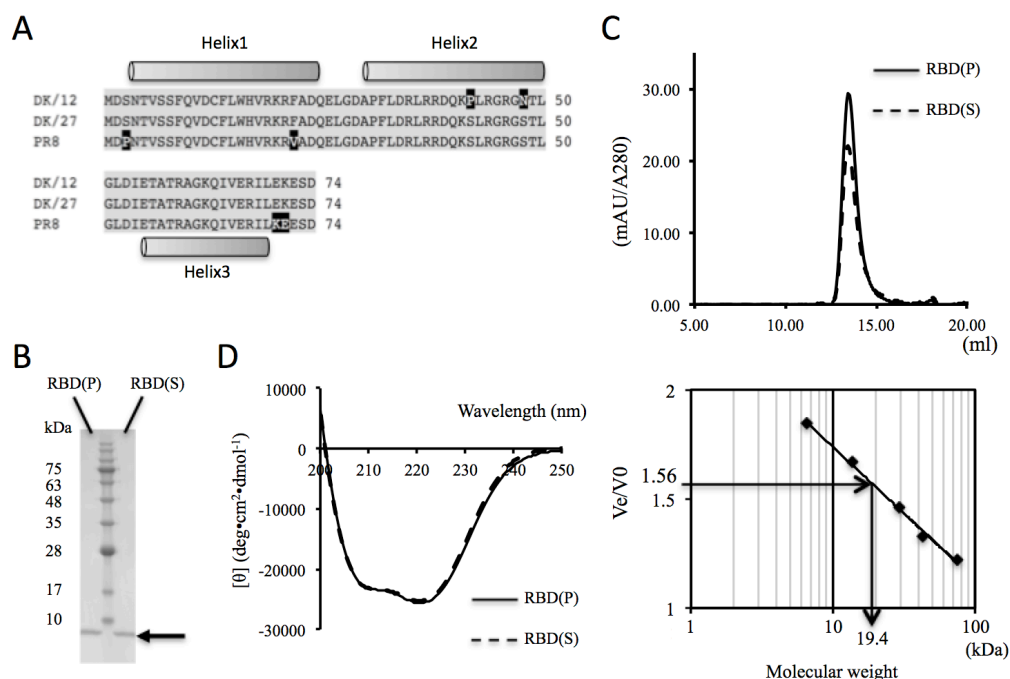 A
Helix1 Helix2
DK/12 MDSNTVSSFQVDCFLWHVRKRFADQELGDAPFLDRLRRDQKPLRGRGNTL 50
DK/27 MDSNTVSSFQVDCFLWHVRKRFADQELGDAPFLDRLRRDQKSLRGRGSTL 50
PR8 MDPNTVSSFQVDCFLWHVRKRVADQELGDAPFLDRLRRDQKSLRGRGSTL 50
DK/12 GLDIETATRAGKQIVERILEKESD 74
DK/27 GLDIETATRAGKQIVERILEKESD 74
PR8 GLDIETATRAGKQIVERILKEESD 74
Helix3
B
RBD(P) RBD(S)
kDa
75
63
48
35
28
17
10
C
RBD(P)
RBD(S)
(mAU/A280)
30.00
20.00
10.00
0.00
5.00 10.00 15.00 20.00
(ml)
Ve/V0
2
1.56
1.5
1
1 10 100
19.4
(kDa)
Molecular weight
D
[θ] (deg•cm²•dmol⁻¹)
10000
0
-10000
-20000
-30000
Wavelength (nm)
200 210 220 230 240 250
RBD(P)
RBD(S)